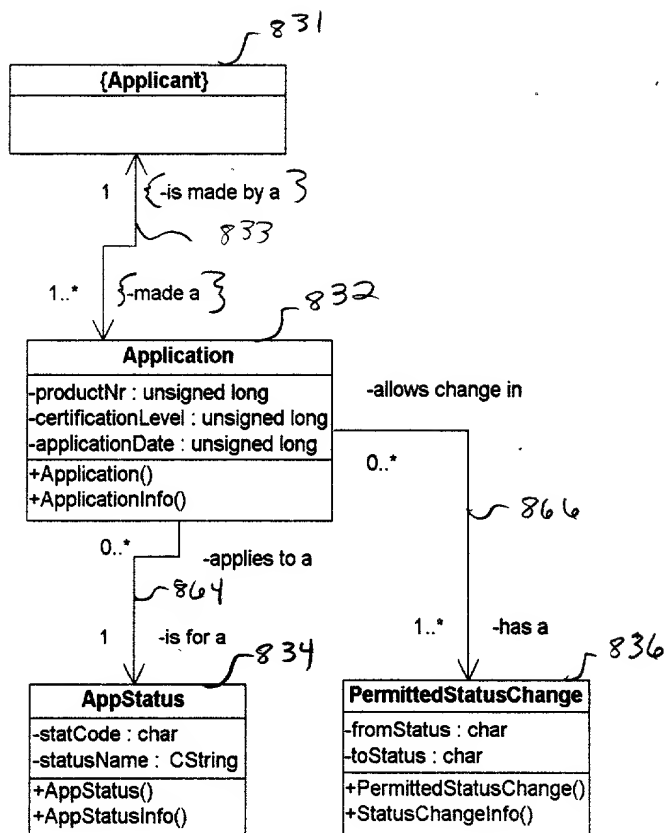 831
{Applicant}
1 {-is made by a}
833
1..* {-made a}
832
Application
-productNr : unsigned long
-certificationLevel : unsigned long
-applicationDate : unsigned long
+Application()
+ApplicationInfo()
-allows change in
0..*
866
0..* -applies to a
864
1 -is for a
1..* -has a
834
836
AppStatus
-statCode : char
-statusName : CString
+AppStatus()
+AppStatusInfo()
PermittedStatusChange
-fromStatus : char
-toStatus : char
+PermittedStatusChange()
+StatusChangeInfo()